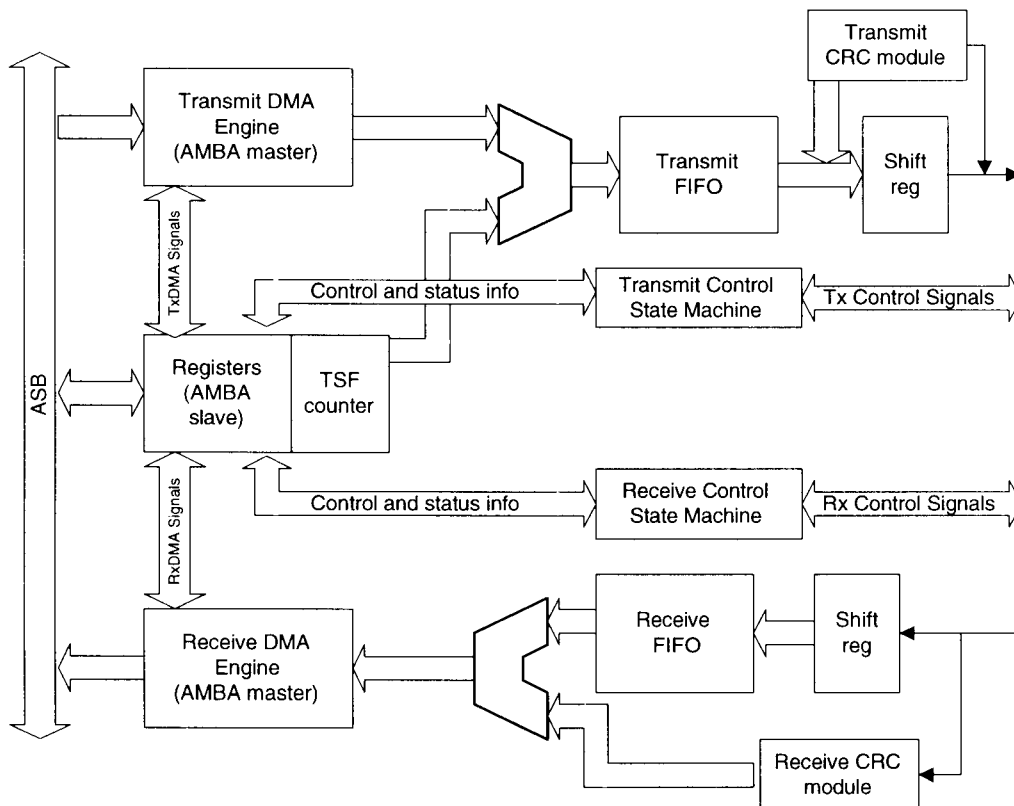 Transmit
CRC module
Transmit DMA
Engine
(AMBA master)
Transmit
FIFO
Shift
reg
TxDMA Signals
Control and status info
Transmit Control
State Machine
Tx Control Signals
ASB
Registers
(AMBA
slave)
TSF
counter
Control and status info
Receive Control
State Machine
Rx Control Signals
RxDMA Signals
Receive DMA
Engine
(AMBA master)
Receive
FIFO
Shift
reg
Receive CRC
module